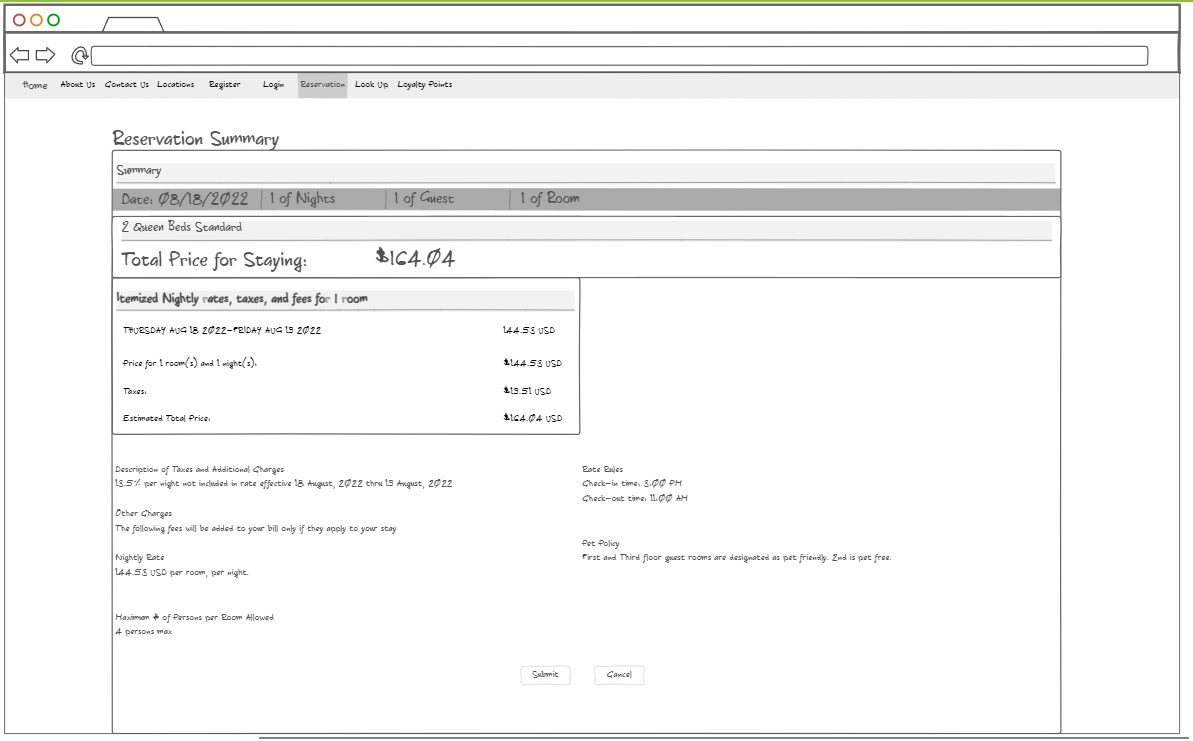 Home About Us Contact Us Locations Register Login Reservation Look Up Loyalty Points
Reservation Summary
Summary
Date: 08/18/2022 1 of Nights 1 of Guest 1 of Room
2 Queen Beds Standard
Total Price for Staying: $164.04
Itemized Nightly rates, taxes, and fees for 1 room
THURSDAY AUG 18 2022-FRIDAY AUG 19 2022 144.53 USD
Price for 1 room(s) and 1 night(s): $144.53 USD
Taxes: $19.51 USD
Estimated Total Price: $164.04 USD
Description of Taxes and Additional Charges
13.5% per night not included in rate effective 18 August, 2022 thru 19 August, 2022
Other Charges
The following fees will be added to your bill only if they apply to your stay
Nightly Rate
144.53 USD per room, per night.
Maximum # of Persons per Room Allowed
4 persons max
Rate Rules
Check-in time: 3:00 PM
Check-out time: 11:00 AM
Pet Policy
First and Third floor guest rooms are designated as pet friendly. 2nd is pet free.
Submit Cancel